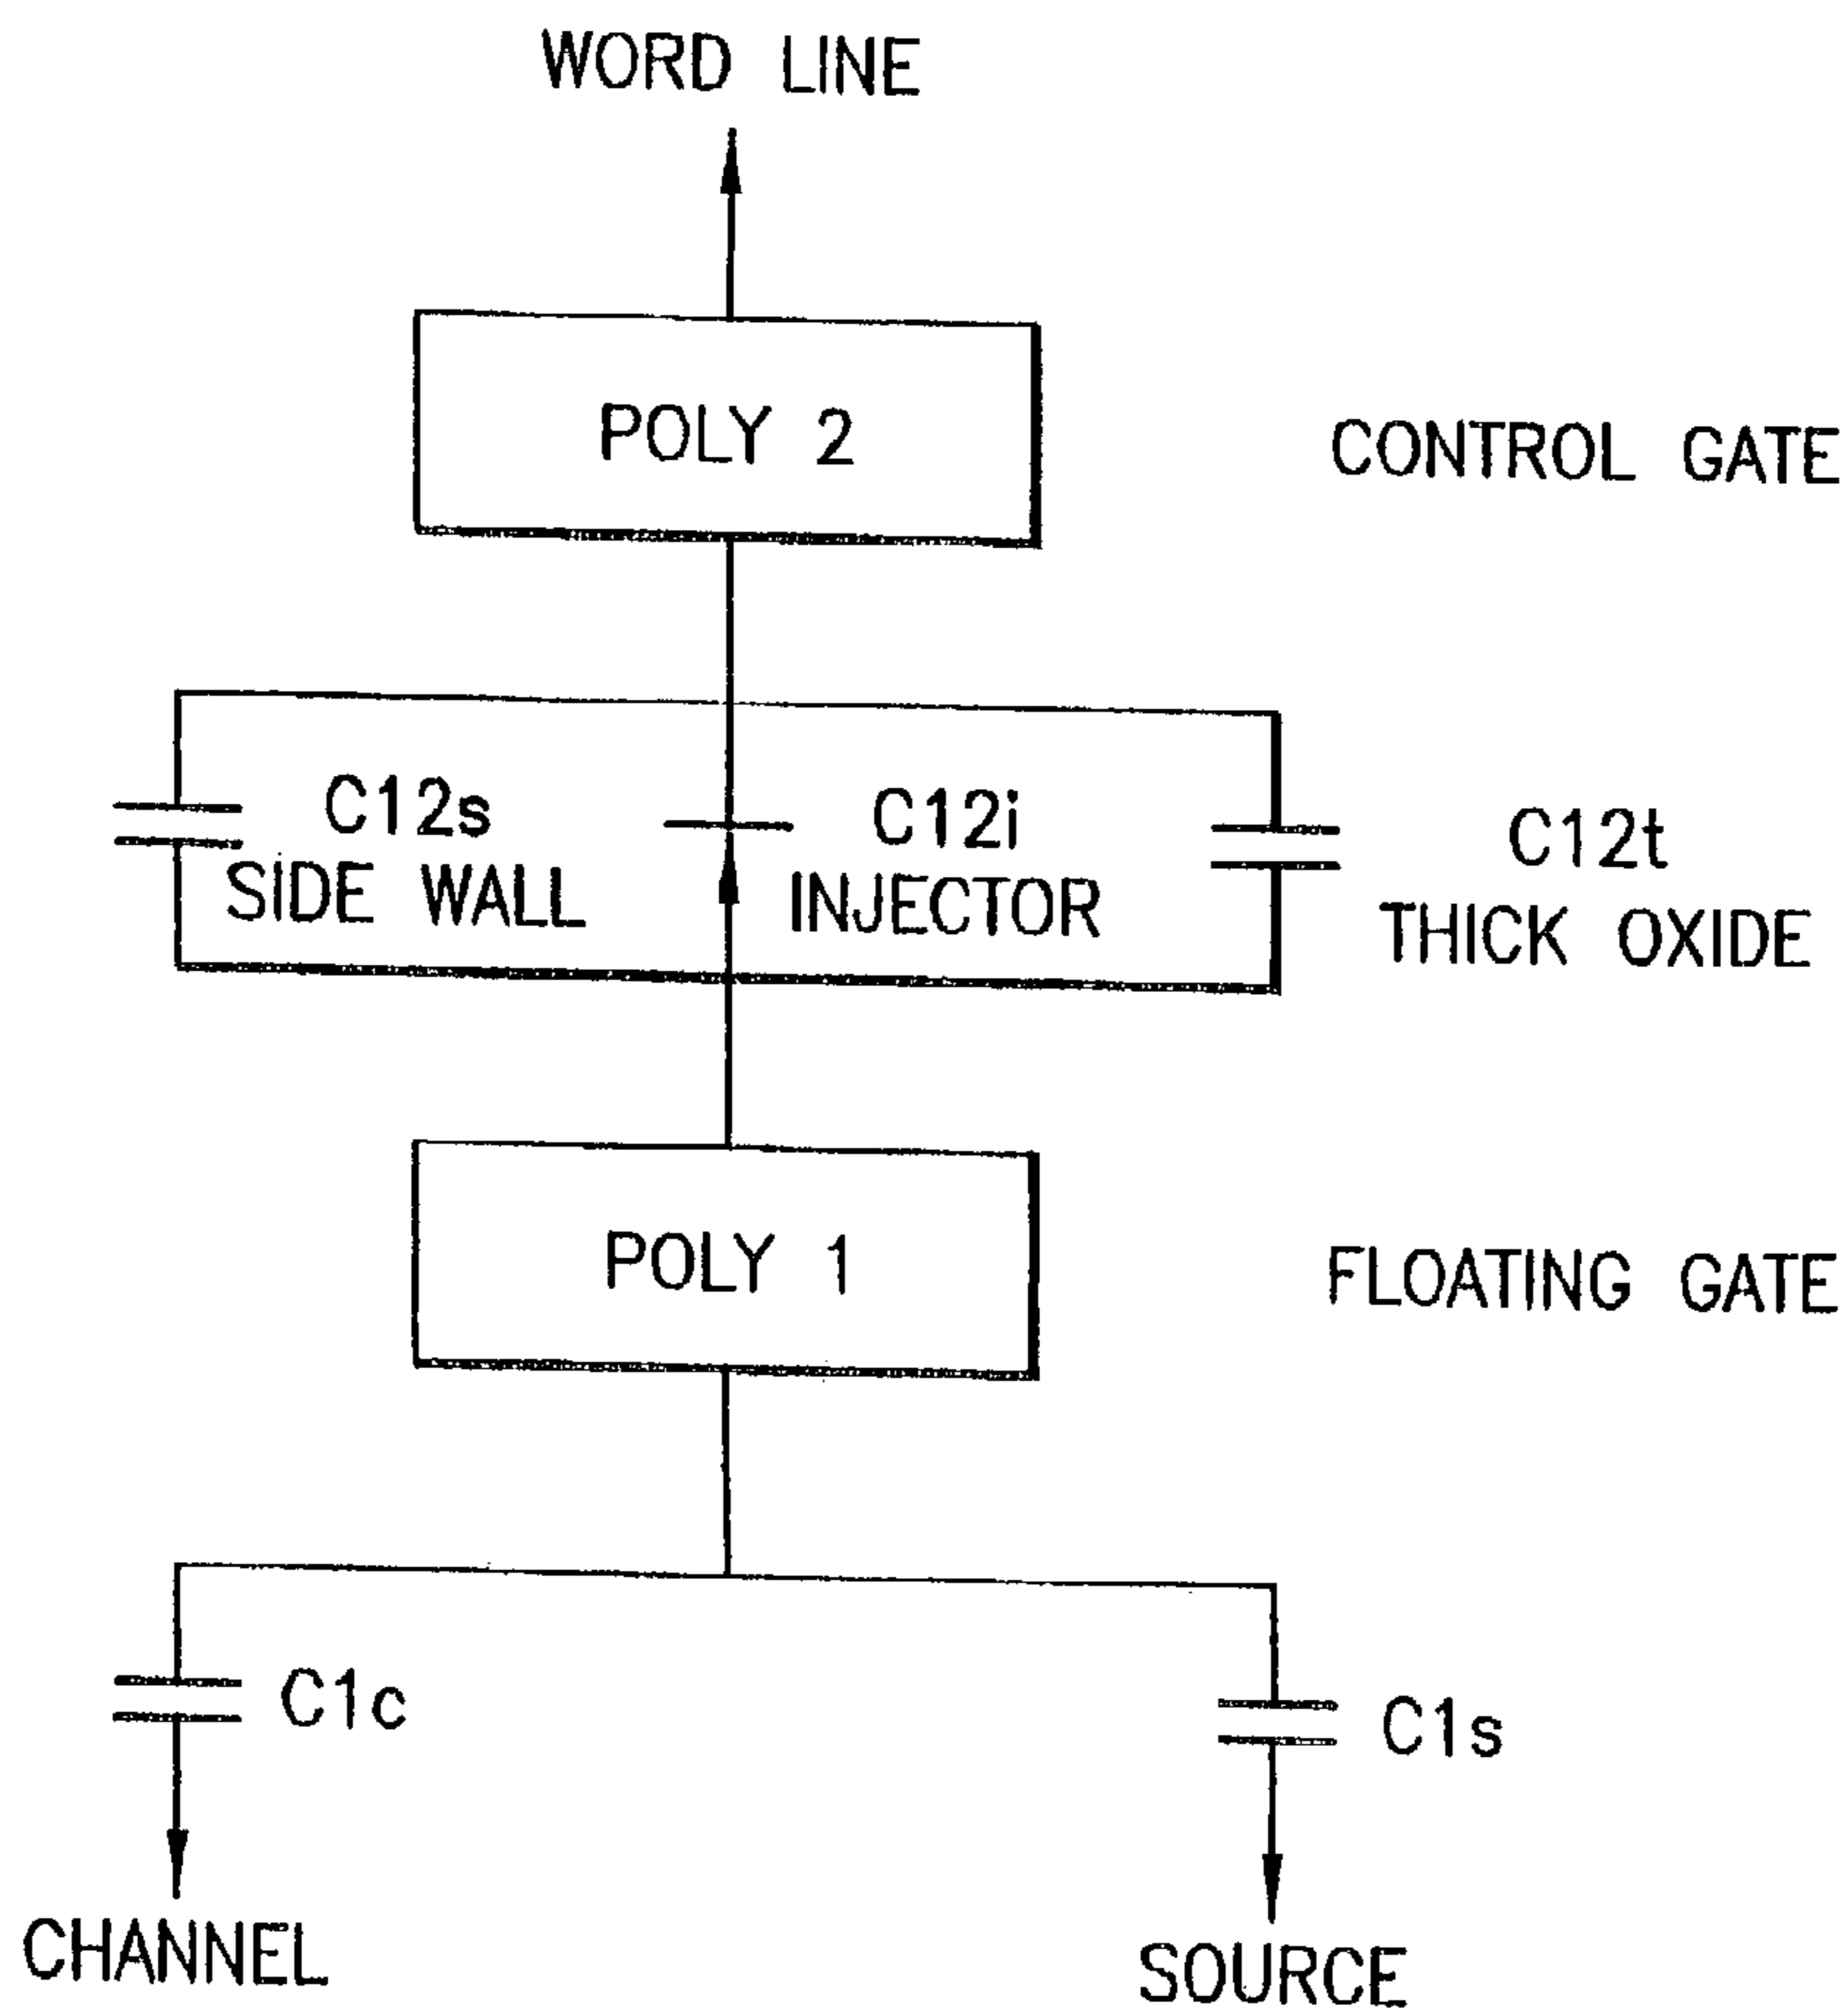 WORD LINE
POLY 2
CONTROL GATE
C12s
SIDE WALL
C12i
INJECTOR
C12t
THICK OXIDE
POLY 1
FLOATING GATE
C1c
C1s
CHANNEL
SOURCE